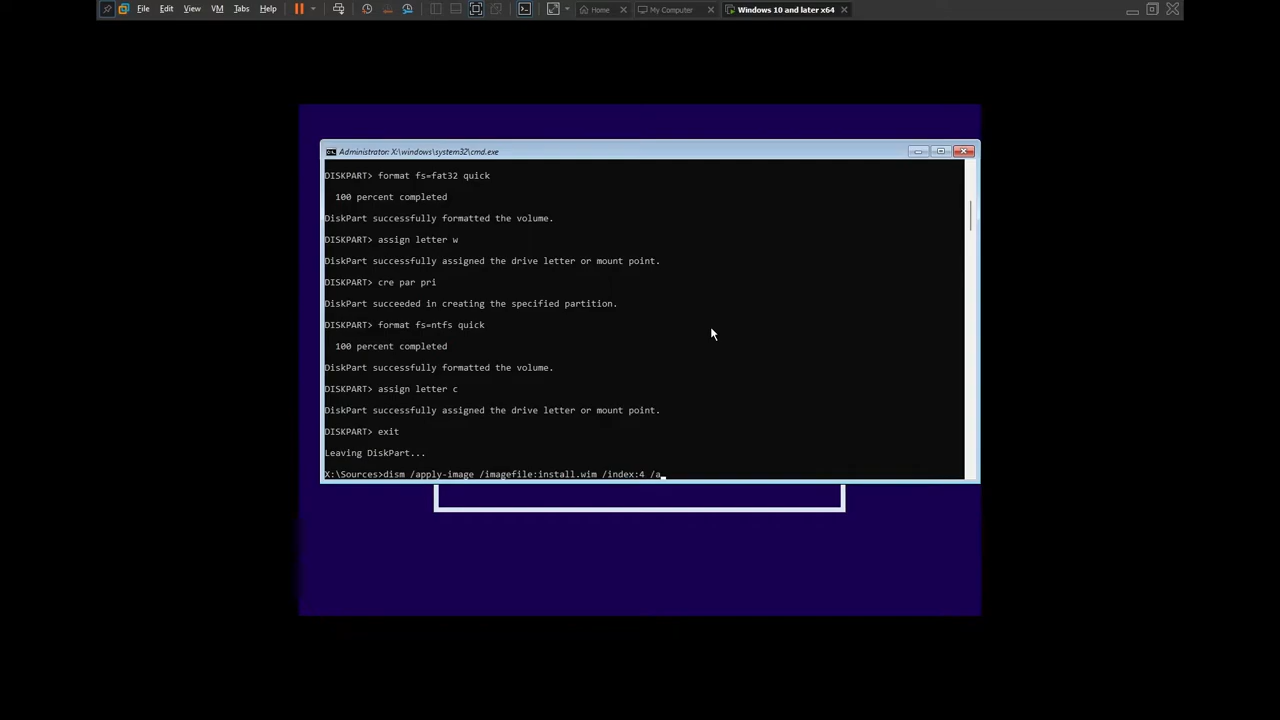 File Edit View VM Tabs Help Home My Computer Windows 10 and later x64
Administrator: X:\windows\system32\cmd.exe
DISKPART> format fs=fat32 quick
100 percent completed
DiskPart successfully formatted the volume.
DISKPART> assign letter w
DiskPart successfully assigned the drive letter or mount point.
DISKPART> cre par pri
DiskPart succeeded in creating the specified partition.
DISKPART> format fs=ntfs quick
100 percent completed
DiskPart successfully formatted the volume.
DISKPART> assign letter c
DiskPart successfully assigned the drive letter or mount point.
DISKPART> exit
Leaving DiskPart...
X:\Sources>dism /apply-image /imagefile:install.wim /index:4 /a